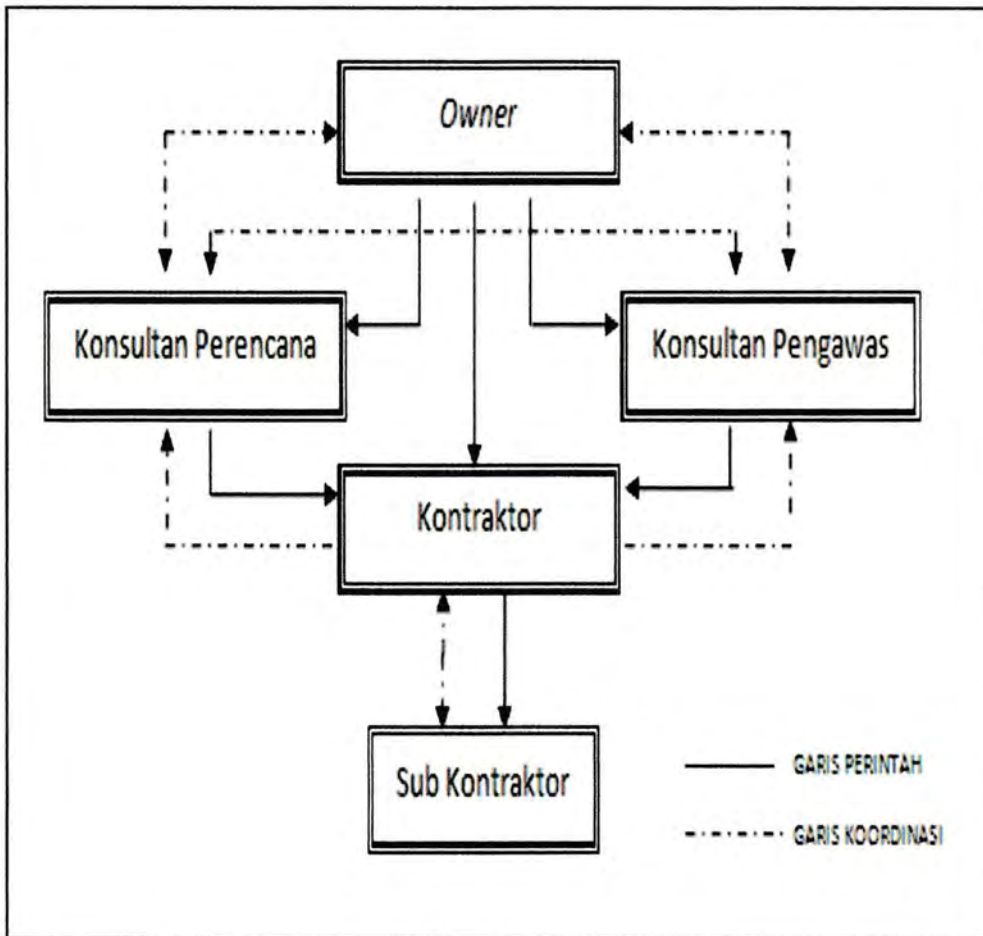 Owner
Konsultan Perencana
Konsultan Pengawas
Kontraktor
Sub Kontraktor
GARIS PERINTAH
GARIS KOORDINASI